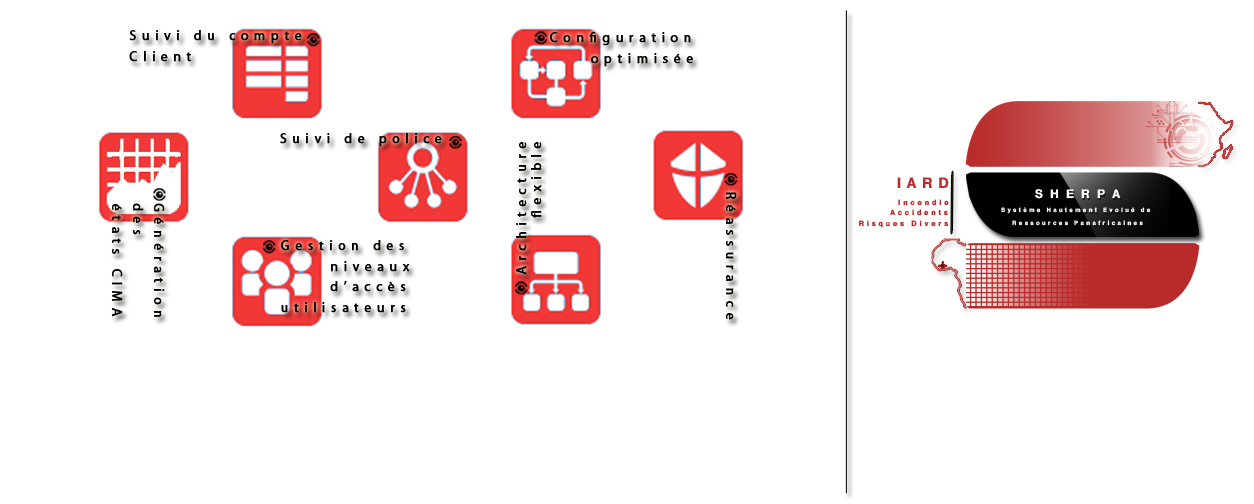 Suivi du compte
Client
Configuration
optimisée
Suivi de police
Génération
des
états CIMA
Gestion des
niveaux
d'accès
utilisateurs
Architecture
flexible
Réassurance
IARD
Incendie
Accidents
Risques Divers
SHERPA
Système Hautement Evolué de
Ressources Panafricaines